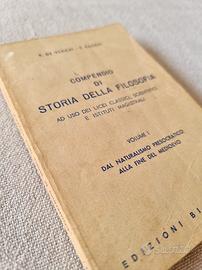 COMPENDIO
DI
STORIA DELLA FILOSOFIA
AD USO DEI LICEI CLASSICI, SCIENTIFICI
E ISTITUTI MAGISTRALI
VOLUME I
DAL NATURALISMO PRESOCRATICO
ALLA FINE DEL MEDIOEVO
EDIZIONI